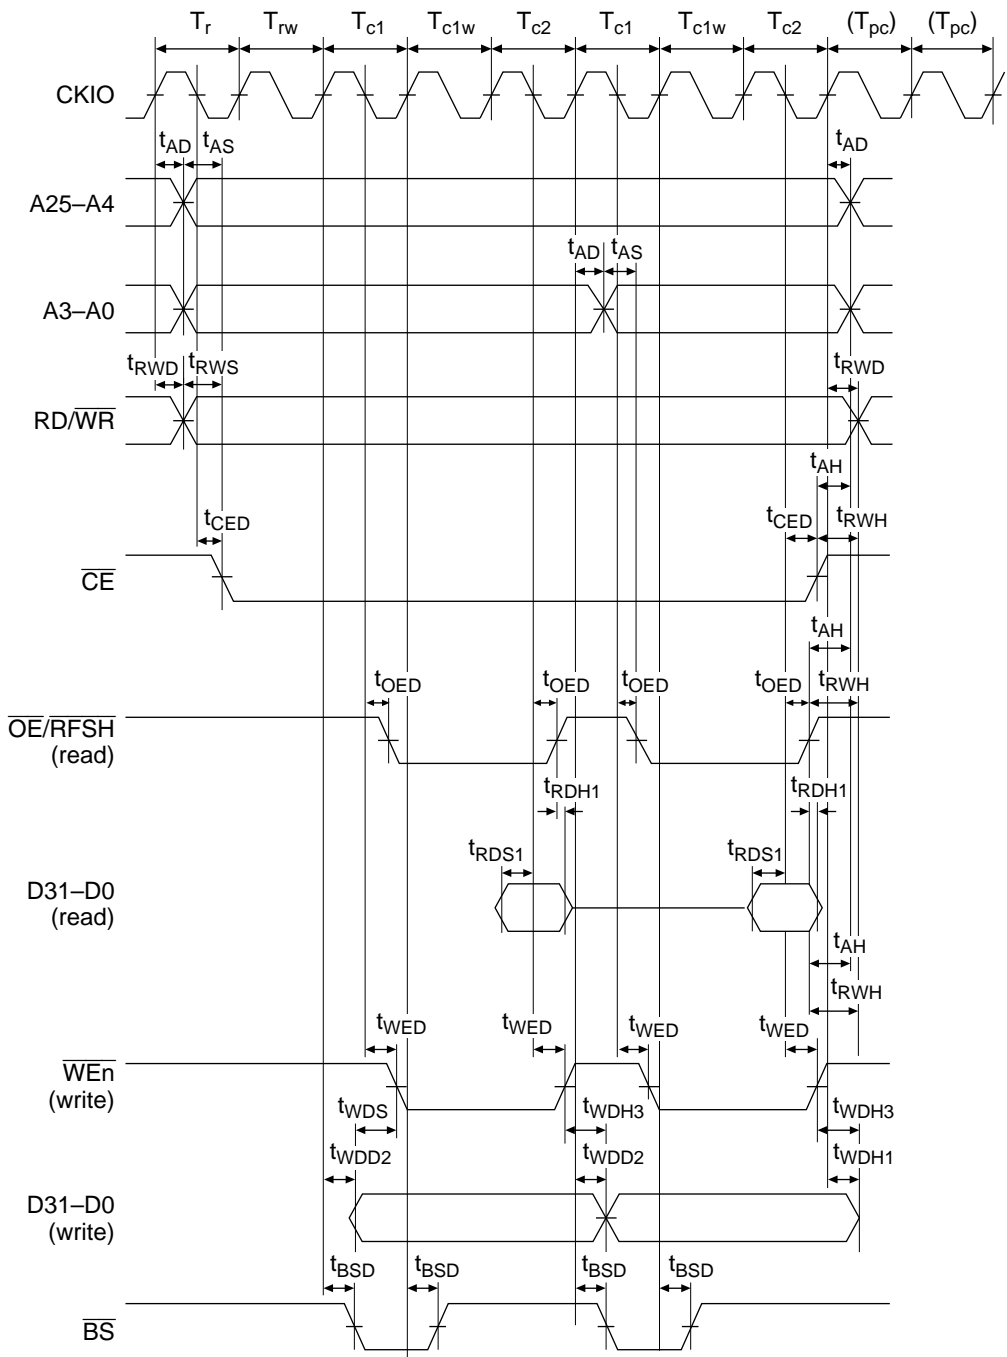 Tr Trw Tc1 Tc1w Tc2 Tc1 Tc1w Tc2 (Tpc) (Tpc)
CKIO
tAD tAS tAD
A25–A4
tAD tAS
A3–A0
tRWD tRWS tRWD
RD/WR
tAH
tCED tCED tRWH
CE
tAH
tOED tOED tOED tOED tRWH
OE/RFSH
(read)
tRDH1 tRDH1
tRDS1 tRDS1
D31–D0
(read)
tAH
tRWH
tWED tWED tWED tWED
WEn
(write)
tWDS tWDH3 tWDH3
tWDD2 tWDD2 tWDH1
D31–D0
(write)
tBSD tBSD tBSD tBSD
BS